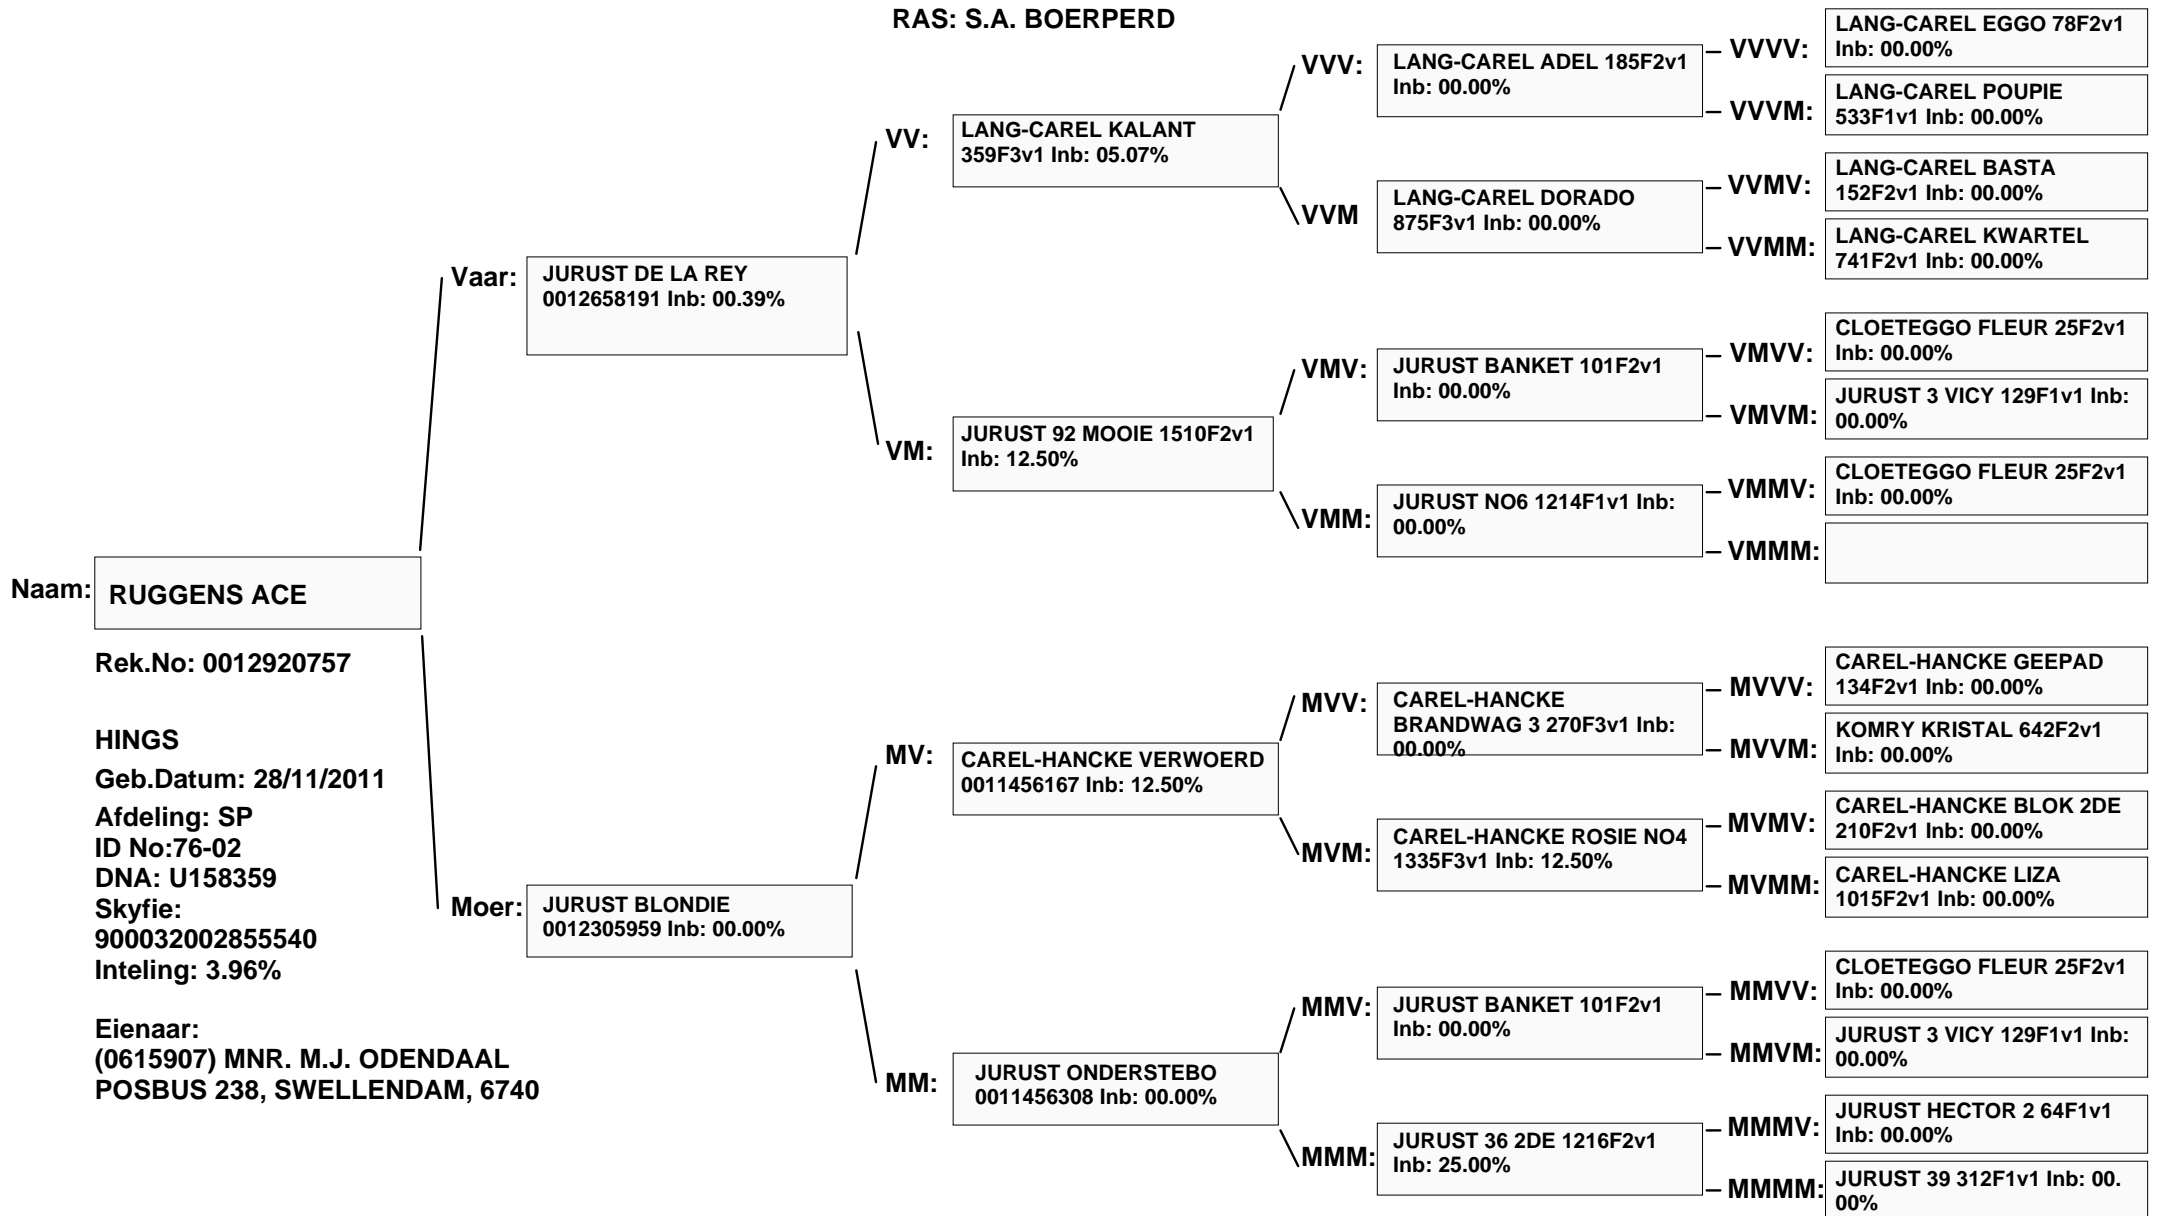 RAS: S.A. BOERPERD
Naam:
RUGGENS ACE
Rek.No: 0012920757
HINGS
Geb.Datum: 28/11/2011
Afdeling: SP
ID No:76-02
DNA: U158359
Skyfie:
900032002855540
Inteling: 3.96%
Eienaar:
(0615907) MNR. M.J. ODENDAAL
POSBUS 238, SWELLENDAM, 6740
Vaar:
JURUST DE LA REY
0012658191 Inb: 00.39%
Moer:
JURUST BLONDIE
0012305959 Inb: 00.00%
VV:
LANG-CAREL KALANT
359F3v1 Inb: 05.07%
VM:
JURUST 92 MOOIE 1510F2v1
Inb: 12.50%
MV:
CAREL-HANCKE VERWOERD
0011456167 Inb: 12.50%
MM:
JURUST ONDERSTEBO
0011456308 Inb: 00.00%
VVV:
LANG-CAREL ADEL 185F2v1
Inb: 00.00%
VVM
LANG-CAREL DORADO
875F3v1 Inb: 00.00%
VMV:
JURUST BANKET 101F2v1
Inb: 00.00%
VMM:
JURUST NO6 1214F1v1 Inb:
00.00%
MVV:
CAREL-HANCKE
BRANDWAG 3 270F3v1 Inb:
00.00%
MVM:
CAREL-HANCKE ROSIE NO4
1335F3v1 Inb: 12.50%
MMV:
JURUST BANKET 101F2v1
Inb: 00.00%
MMM:
JURUST 36 2DE 1216F2v1
Inb: 25.00%
VVVV:
LANG-CAREL EGGO 78F2v1
Inb: 00.00%
VVVM:
LANG-CAREL POUPIE
533F1v1 Inb: 00.00%
VVMV:
LANG-CAREL BASTA
152F2v1 Inb: 00.00%
VVMM:
LANG-CAREL KWARTEL
741F2v1 Inb: 00.00%
VMVV:
CLOETEGGO FLEUR 25F2v1
Inb: 00.00%
VMVM:
JURUST 3 VICY 129F1v1 Inb:
00.00%
VMMV:
CLOETEGGO FLEUR 25F2v1
Inb: 00.00%
VMMM:
MVVV:
CAREL-HANCKE GEEPAD
134F2v1 Inb: 00.00%
MVVM:
KOMRY KRISTAL 642F2v1
Inb: 00.00%
MVMV:
CAREL-HANCKE BLOK 2DE
210F2v1 Inb: 00.00%
MVMM:
CAREL-HANCKE LIZA
1015F2v1 Inb: 00.00%
MMVV:
CLOETEGGO FLEUR 25F2v1
Inb: 00.00%
MMVM:
JURUST 3 VICY 129F1v1 Inb:
00.00%
MMMV:
JURUST HECTOR 2 64F1v1
Inb: 00.00%
MMMM:
JURUST 39 312F1v1 Inb: 00.
00%